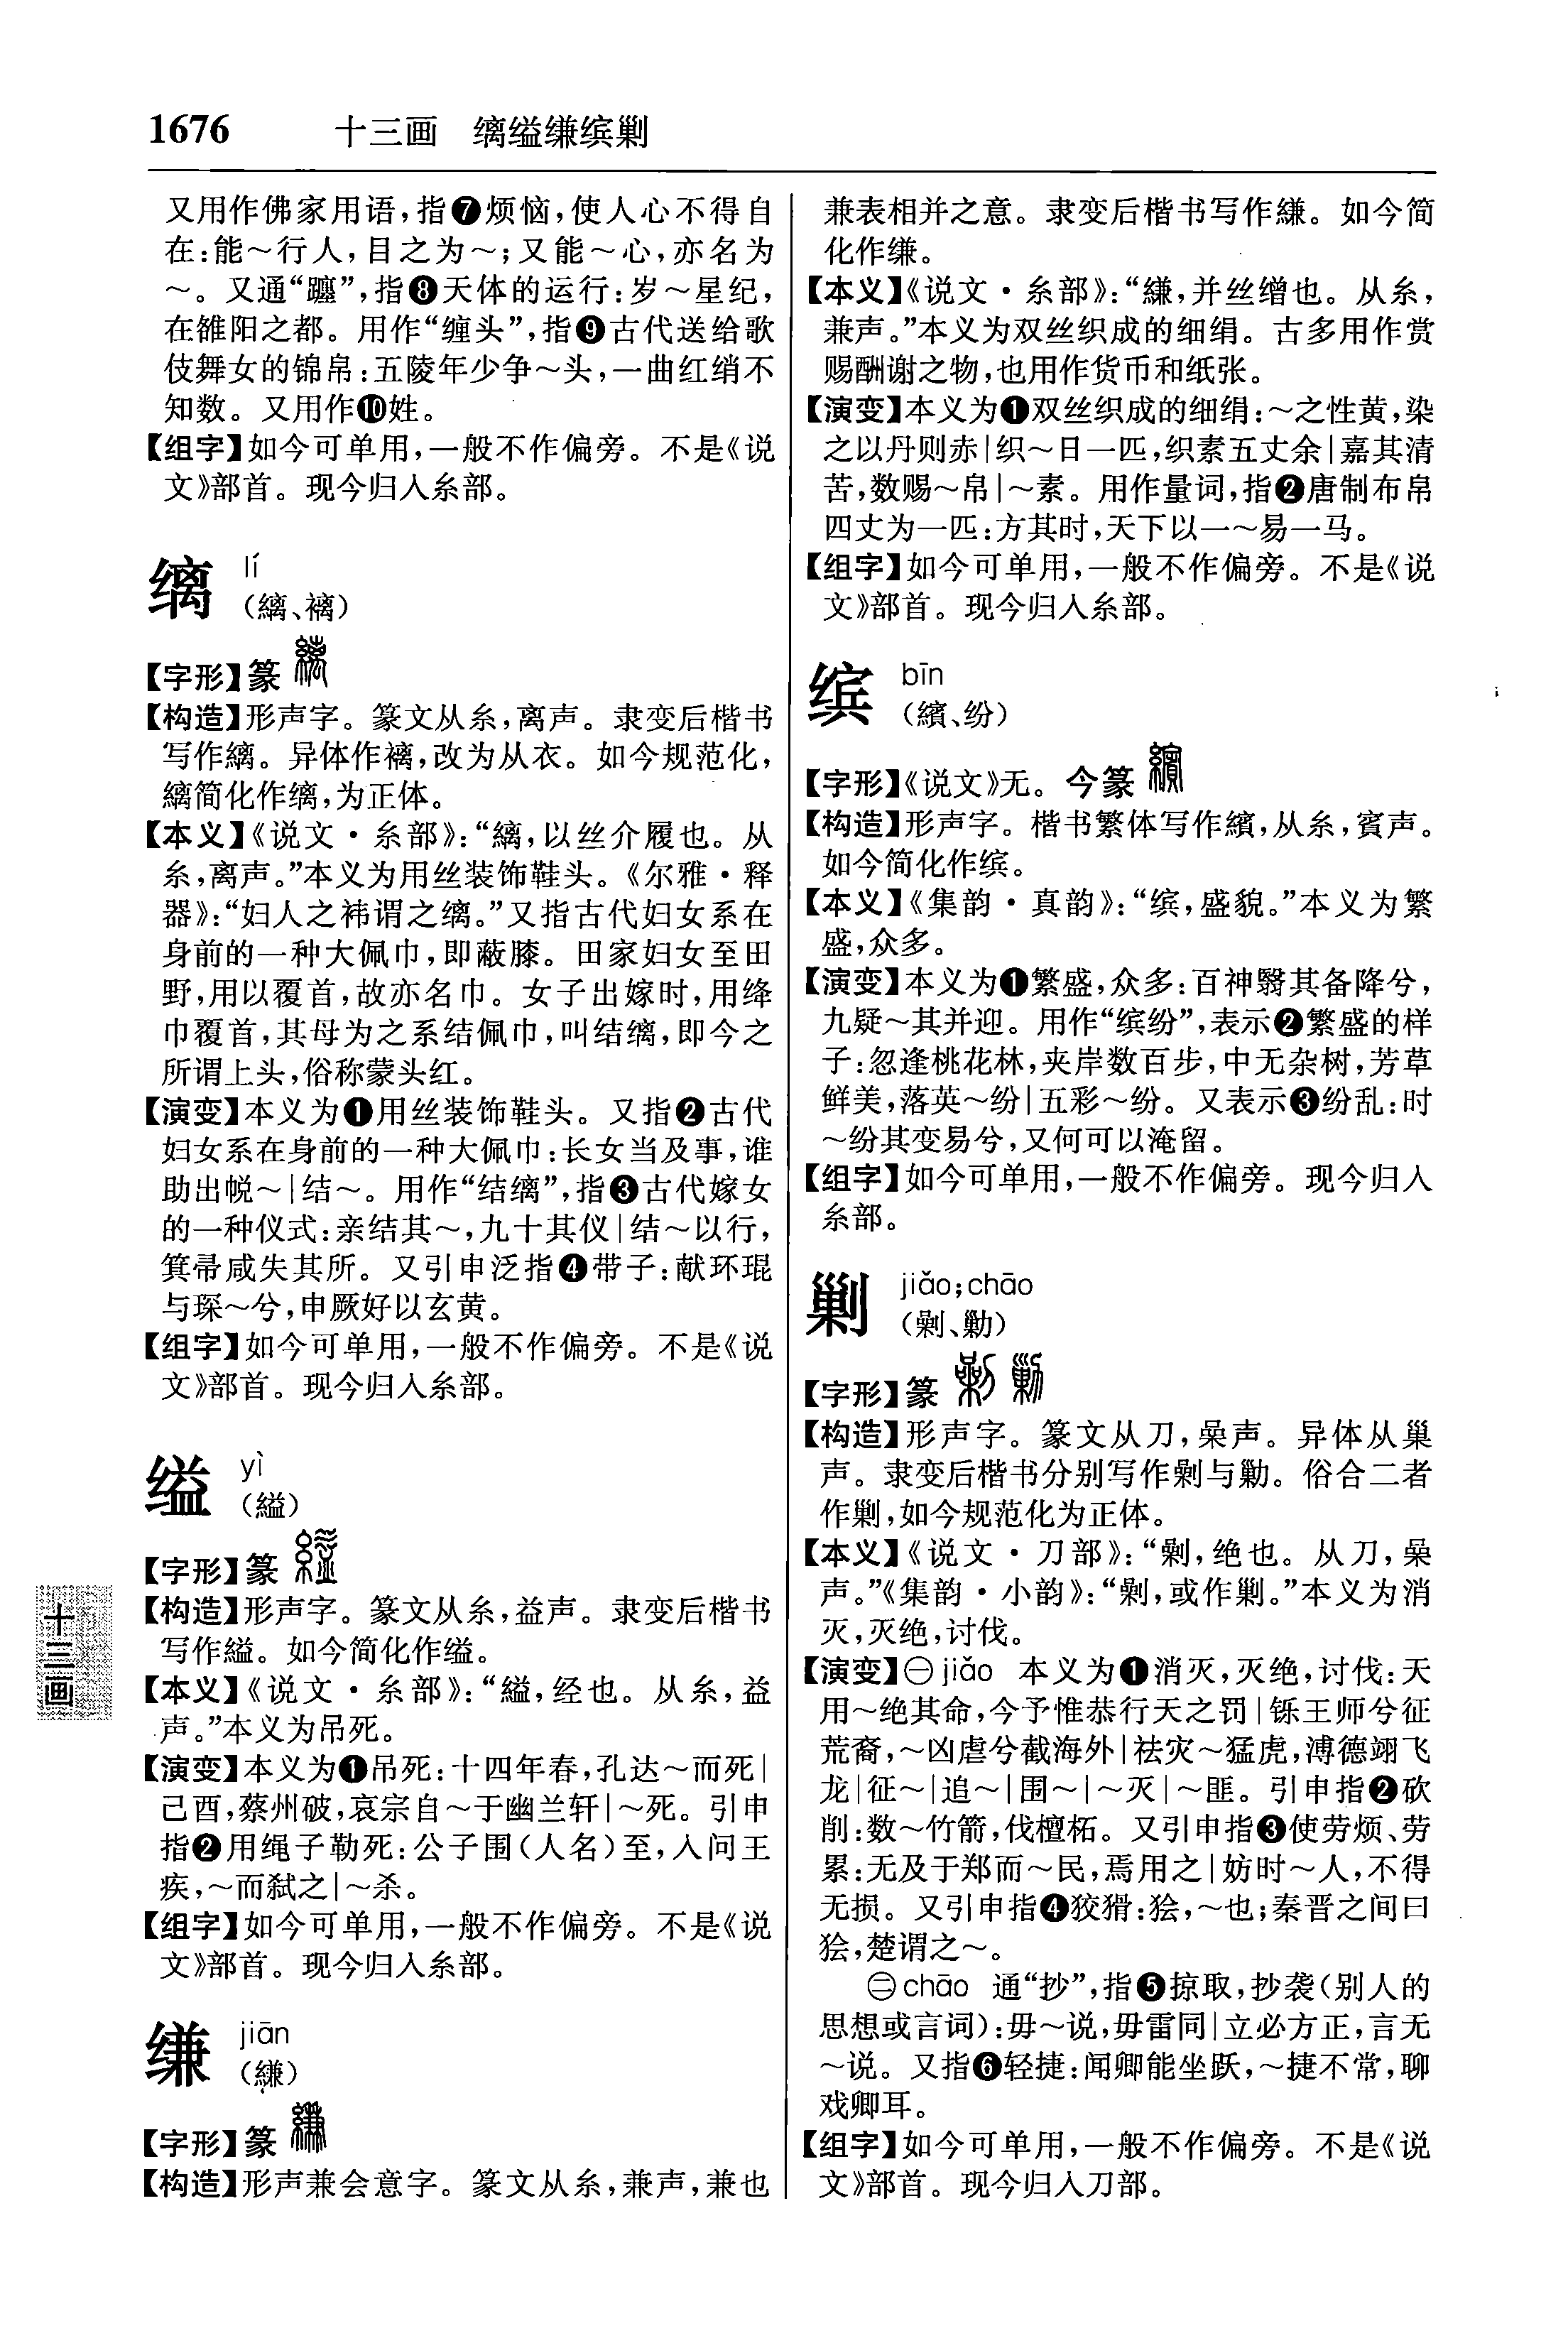 1676 十三画 缡缢缣缤剿
又用作佛家用语，指❼烦恼，使人心不得自
在：能～行人，目之为～；又能～心，亦名为
～。又通“躔”，指❽天体的运行：岁～星纪，
在雒阳之都。用作“缠头”，指❾古代送给歌
伎舞女的锦帛：五陵年少争～头，一曲红绡不
知数。又用作❿姓。
【组字】如今可单用，一般不作偏旁。不是《说
文》部首。现今归入糸部。
缡 lí
（縭、褵）
【字形】篆
【构造】形声字。篆文从糸，离声。隶变后楷书
写作縭。异体作褵，改为从衣。如今规范化，
縭简化作缡，为正体。
【本义】《说文·糸部》：“縭，以丝介履也。从
糸，离声。”本义为用丝装饰鞋头。《尔雅·释
器》：“妇人之袆谓之缡。”又指古代妇女系在
身前的一种大佩巾，即蔽膝。田家妇女至田
野，用以覆首，故亦名巾。女子出嫁时，用绛
巾覆首，其母为之系结佩巾，叫结缡，即今之
所谓上头，俗称蒙头红。
【演变】本义为❶用丝装饰鞋头。又指❷古代
妇女系在身前的一种大佩巾：长女当及事，谁
助出帨～|结～。用作“结缡”，指❸古代嫁女
的一种仪式：亲结其～，九十其仪|结～以行，
箕帚咸失其所。又引申泛指❹带子：献环琨
与琛～兮，申厥好以玄黄。
【组字】如今可单用，一般不作偏旁。不是《说
文》部首。现今归入糸部。
缢 yì
（縊）
【字形】篆
【构造】形声字。篆文从糸，益声。隶变后楷书
写作縊。如今简化作缢。
【本义】《说文·糸部》：“縊，经也。从糸，益
声。”本义为吊死。
【演变】本义为❶吊死：十四年春，孔达～而死|
己酉，蔡州破，哀宗自～于幽兰轩|～死。引申
指❷用绳子勒死：公子围（人名）至，入问王
疾，～而弑之|～杀。
【组字】如今可单用，一般不作偏旁。不是《说
文》部首。现今归入糸部。
缣 jiān
（縑）
【字形】篆
【构造】形声兼会意字。篆文从糸，兼声，兼也
兼表相并之意。隶变后楷书写作縑。如今简
化作缣。
【本义】《说文·糸部》：“縑，并丝缯也。从糸，
兼声。”本义为双丝织成的细绢。古多用作赏
赐酬谢之物，也用作货币和纸张。
【演变】本义为❶双丝织成的细绢：～之性黄，染
之以丹则赤|织～日一匹，织素五丈余|嘉其清
苦，数赐～帛|～素。用作量词，指❷唐制布帛
四丈为一匹：方其时，天下以一～易一马。
【组字】如今可单用，一般不作偏旁。不是《说
文》部首。现今归入糸部。
缤 bīn
（繽、纷）
【字形】《说文》无。今篆
【构造】形声字。楷书繁体写作繽，从糸，賓声。
如今简化作缤。
【本义】《集韵·真韵》：“缤，盛貌。”本义为繁
盛，众多。
【演变】本义为❶繁盛，众多：百神翳其备降兮，
九疑～其并迎。用作“缤纷”，表示❷繁盛的样
子：忽逢桃花林，夹岸数百步，中无杂树，芳草
鲜美，落英～纷|五彩～纷。又表示❸纷乱：时
～纷其变易兮，又何可以淹留。
【组字】如今可单用，一般不作偏旁。现今归入
糸部。
剿 jiǎo；chāo
（劋、勦）
【字形】篆
【构造】形声字。篆文从刀，喿声。异体从巢
声。隶变后楷书分别写作劋与勦。俗合二者
作剿，如今规范化为正体。
【本义】《说文·刀部》：“劋，绝也。从刀，喿
声。”《集韵·小韵》：“劋，或作剿。”本义为消
灭，灭绝，讨伐。
【演变】㊀jiǎo 本义为❶消灭，灭绝，讨伐：天
用～绝其命，今予惟恭行天之罚|铄王师兮征
荒裔，～凶虐兮截海外|祛灾～猛虎，溥德翊飞
龙|征～|追～|围～|～灭|～匪。引申指❷砍
削：数～竹箭，伐檀柘。又引申指❸使劳烦、劳
累：无及于郑而～民，焉用之|妨时～人，不得
无损。又引申指❹狡猾：狯，～也；秦晋之间曰
狯，楚谓之～。
㊁chāo 通“抄”，指❺掠取，抄袭（别人的
思想或言词）：毋～说，毋雷同|立必方正，言无
～说。又指❻轻捷：闻卿能坐跃，～捷不常，聊
戏卿耳。
【组字】如今可单用，一般不作偏旁。不是《说
文》部首。现今归入刀部。
十三画